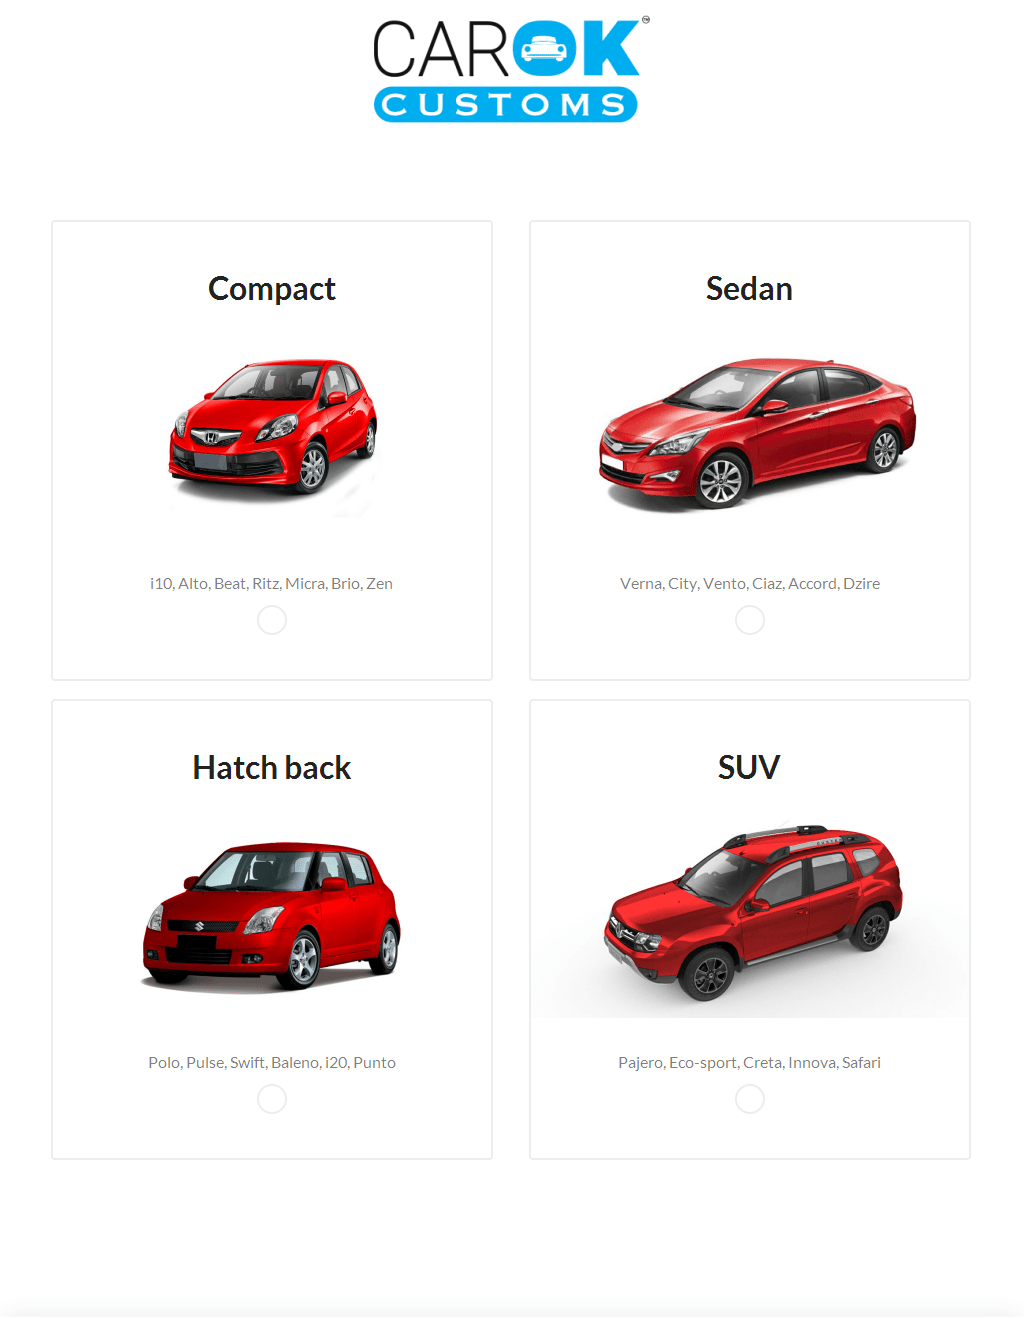 CAROK™
CUSTOMS
Compact
Sedan
i10, Alto, Beat, Ritz, Micra, Brio, Zen
Verna, City, Vento, Ciaz, Accord, Dzire
Hatch back
SUV
Polo, Pulse, Swift, Baleno, i20, Punto
Pajero, Eco-sport, Creta, Innova, Safari